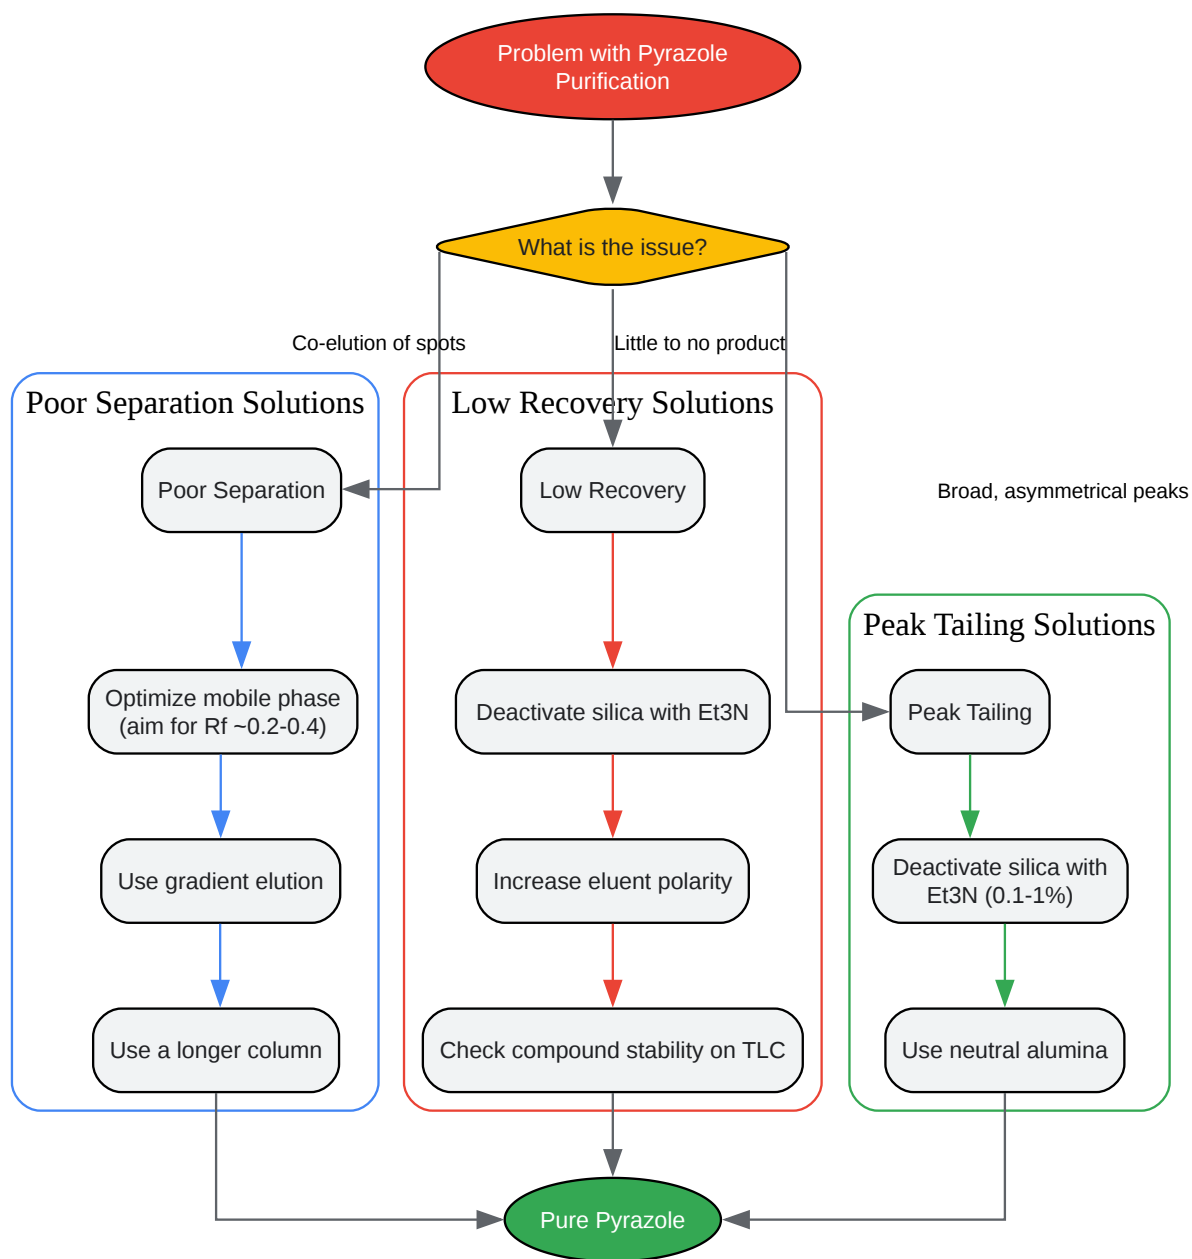 Problem with Pyrazole
Purification
What is the issue?
Co-elution of spots
Little to no product
Broad, asymmetrical peaks
Poor Separation Solutions
Poor Separation
Optimize mobile phase
(aim for Rf ~0.2-0.4)
Use gradient elution
Use a longer column
Low Recovery Solutions
Low Recovery
Deactivate silica with Et3N
Increase eluent polarity
Check compound stability on TLC
Peak Tailing Solutions
Peak Tailing
Deactivate silica with
Et3N (0.1-1%)
Use neutral alumina
Pure Pyrazole